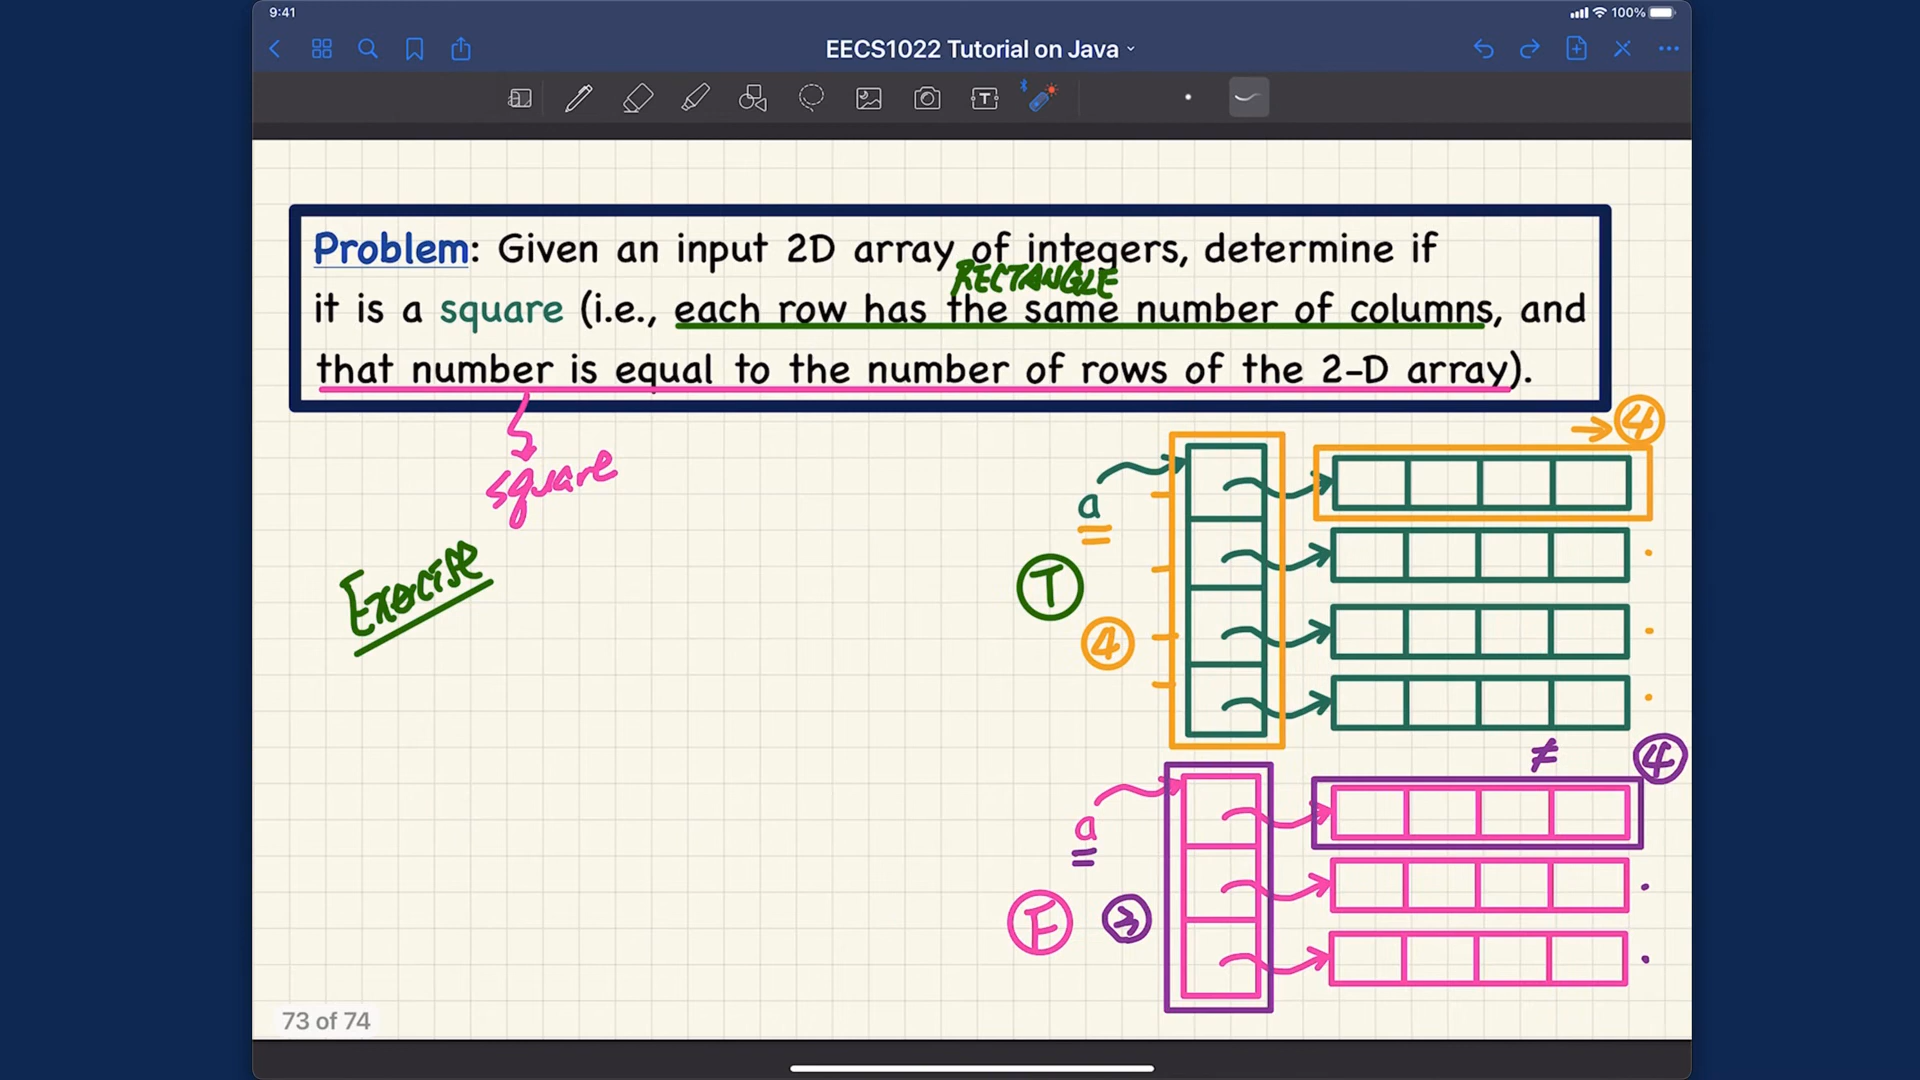 9:41
100%
EECS1022 Tutorial on Java
T
Problem: Given an input 2D array of integers, determine if
RECTANGLE
it is a square (i.e., each row has the same number of columns, and
that number is equal to the number of rows of the 2-D array).
square
Exercise
→ 4
a
T
4
≠ 4
a
F
3
73 of 74